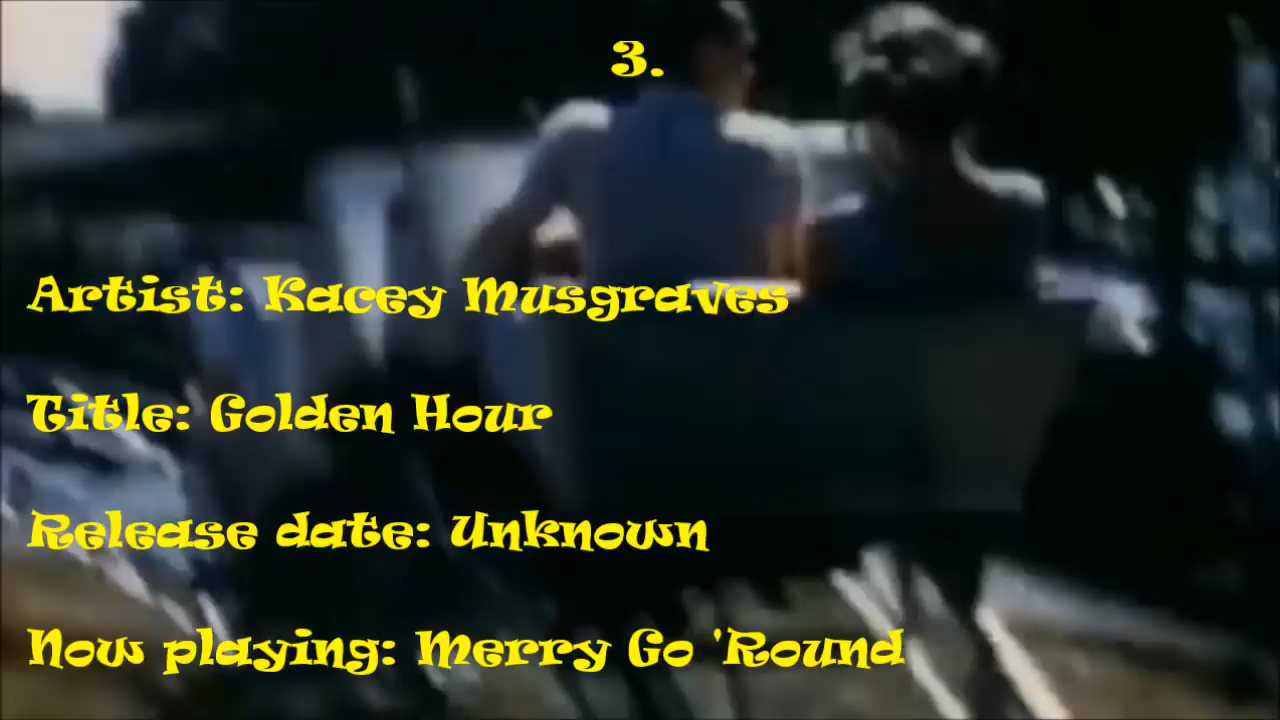 3.
Artist: Kacey Musgraves
Title: Golden Hour
Release date: Unknown
Now playing: Merry Go 'Round